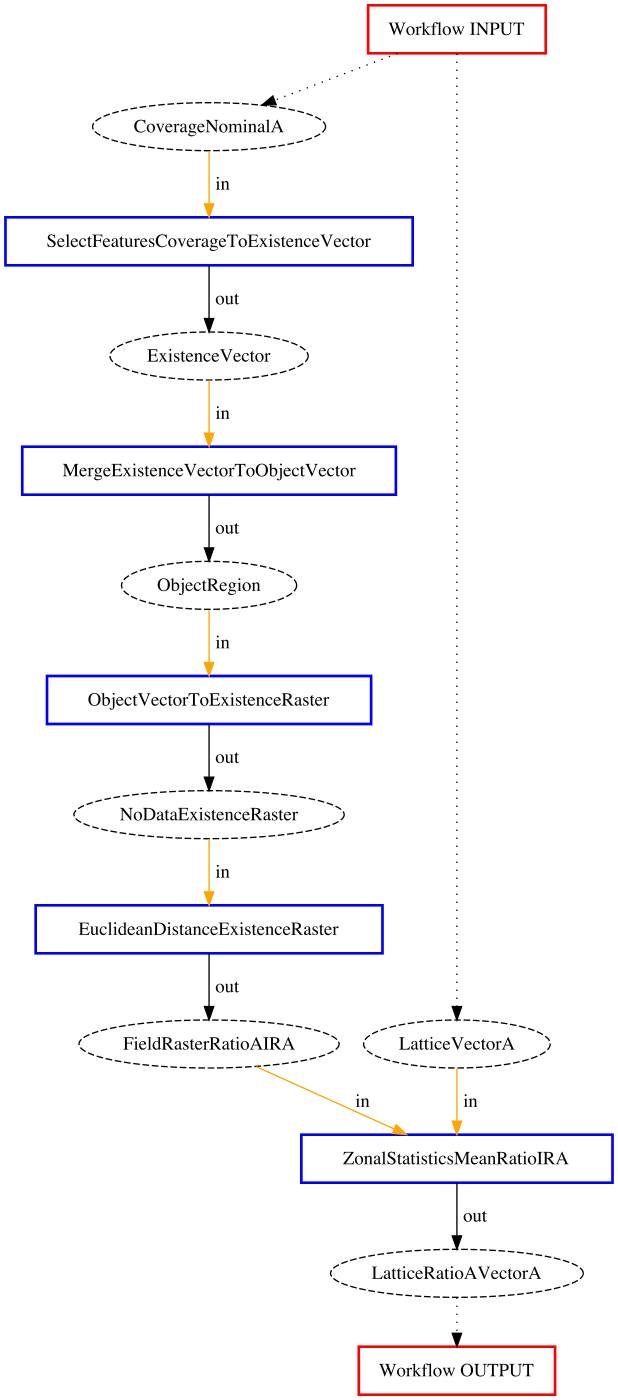 Workflow INPUT
CoverageNominalA
in
SelectFeaturesCoverageToExistenceVector
out
ExistenceVector
in
MergeExistenceVectorToObjectVector
out
ObjectRegion
in
ObjectVectorToExistenceRaster
out
NoDataExistenceRaster
in
EuclideanDistanceExistenceRaster
out
FieldRasterRatioAIRA
LatticeVectorA
in
in
ZonalStatisticsMeanRatioIRA
out
LatticeRatioAVectorA
Workflow OUTPUT